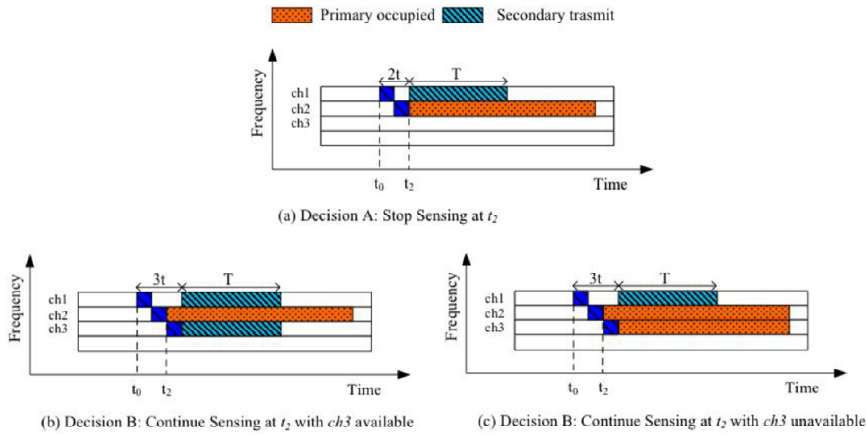 Primary occupied Secondary trasmit
2t T
ch1
ch2
ch3
Frequency
t0 t2
Time
(a) Decision A: Stop Sensing at t2
3t T
ch1
ch2
ch3
Frequency
t0 t2
Time
(b) Decision B: Continue Sensing at t2 with ch3 available
3t T
ch1
ch2
ch3
Frequency
t0 t2
Time
(c) Decision B: Continue Sensing at t2 with ch3 unavailable